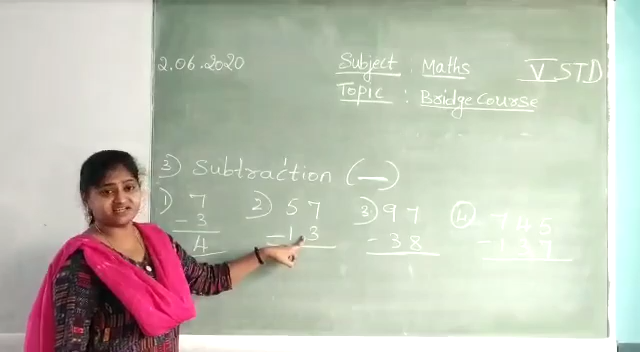 2.06.2020
Subject : Maths
V STD
Topic : Bridge Course
3) Subtraction (—)
1) 7 2) 57 3) 97 4) 745
- 3 - 13 - 38
4